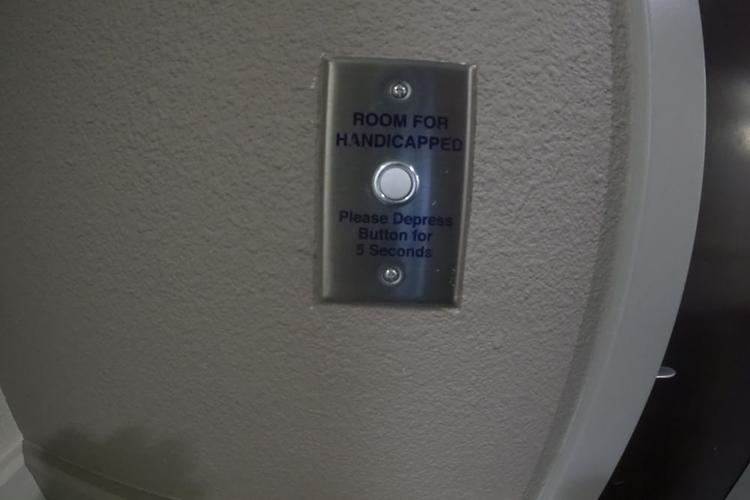 ROOM FOR
HANDICAPPED
Please Depress
Button for
5 Seconds